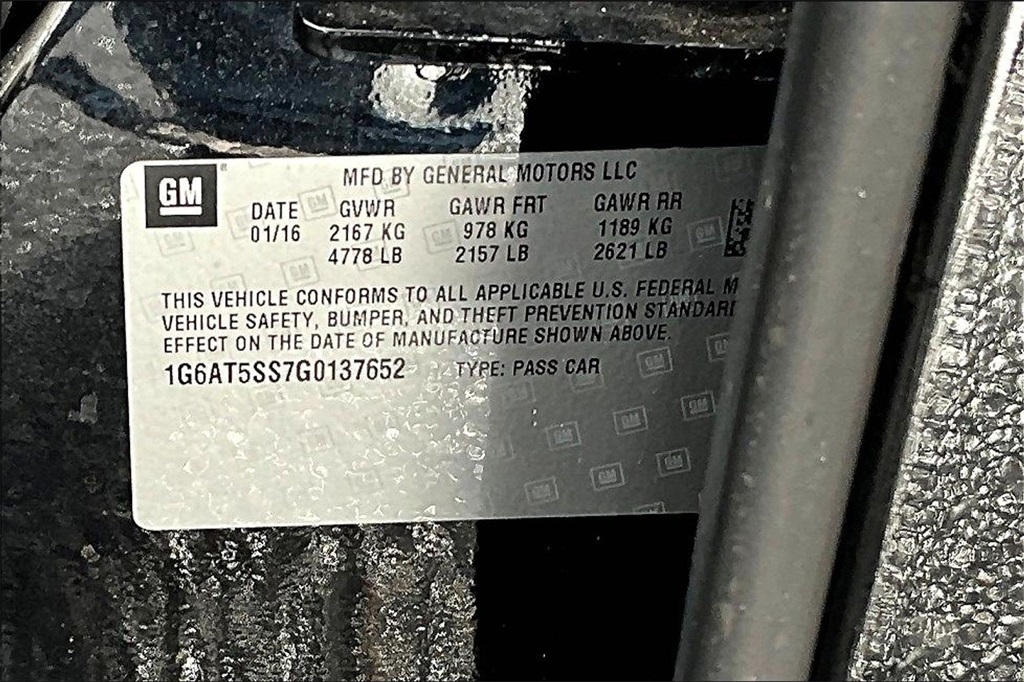 GM
MFD BY GENERAL MOTORS LLC
DATE GVWR GAWR FRT GAWR RR
01/16 2167 KG 978 KG 1189 KG
4778 LB 2157 LB 2621 LB
THIS VEHICLE CONFORMS TO ALL APPLICABLE U.S. FEDERAL M
VEHICLE SAFETY, BUMPER, AND THEFT PREVENTION STANDARD
EFFECT ON THE DATE OF MANUFACTURE SHOWN ABOVE.
1G6AT5SS7G0137652 TYPE: PASS CAR